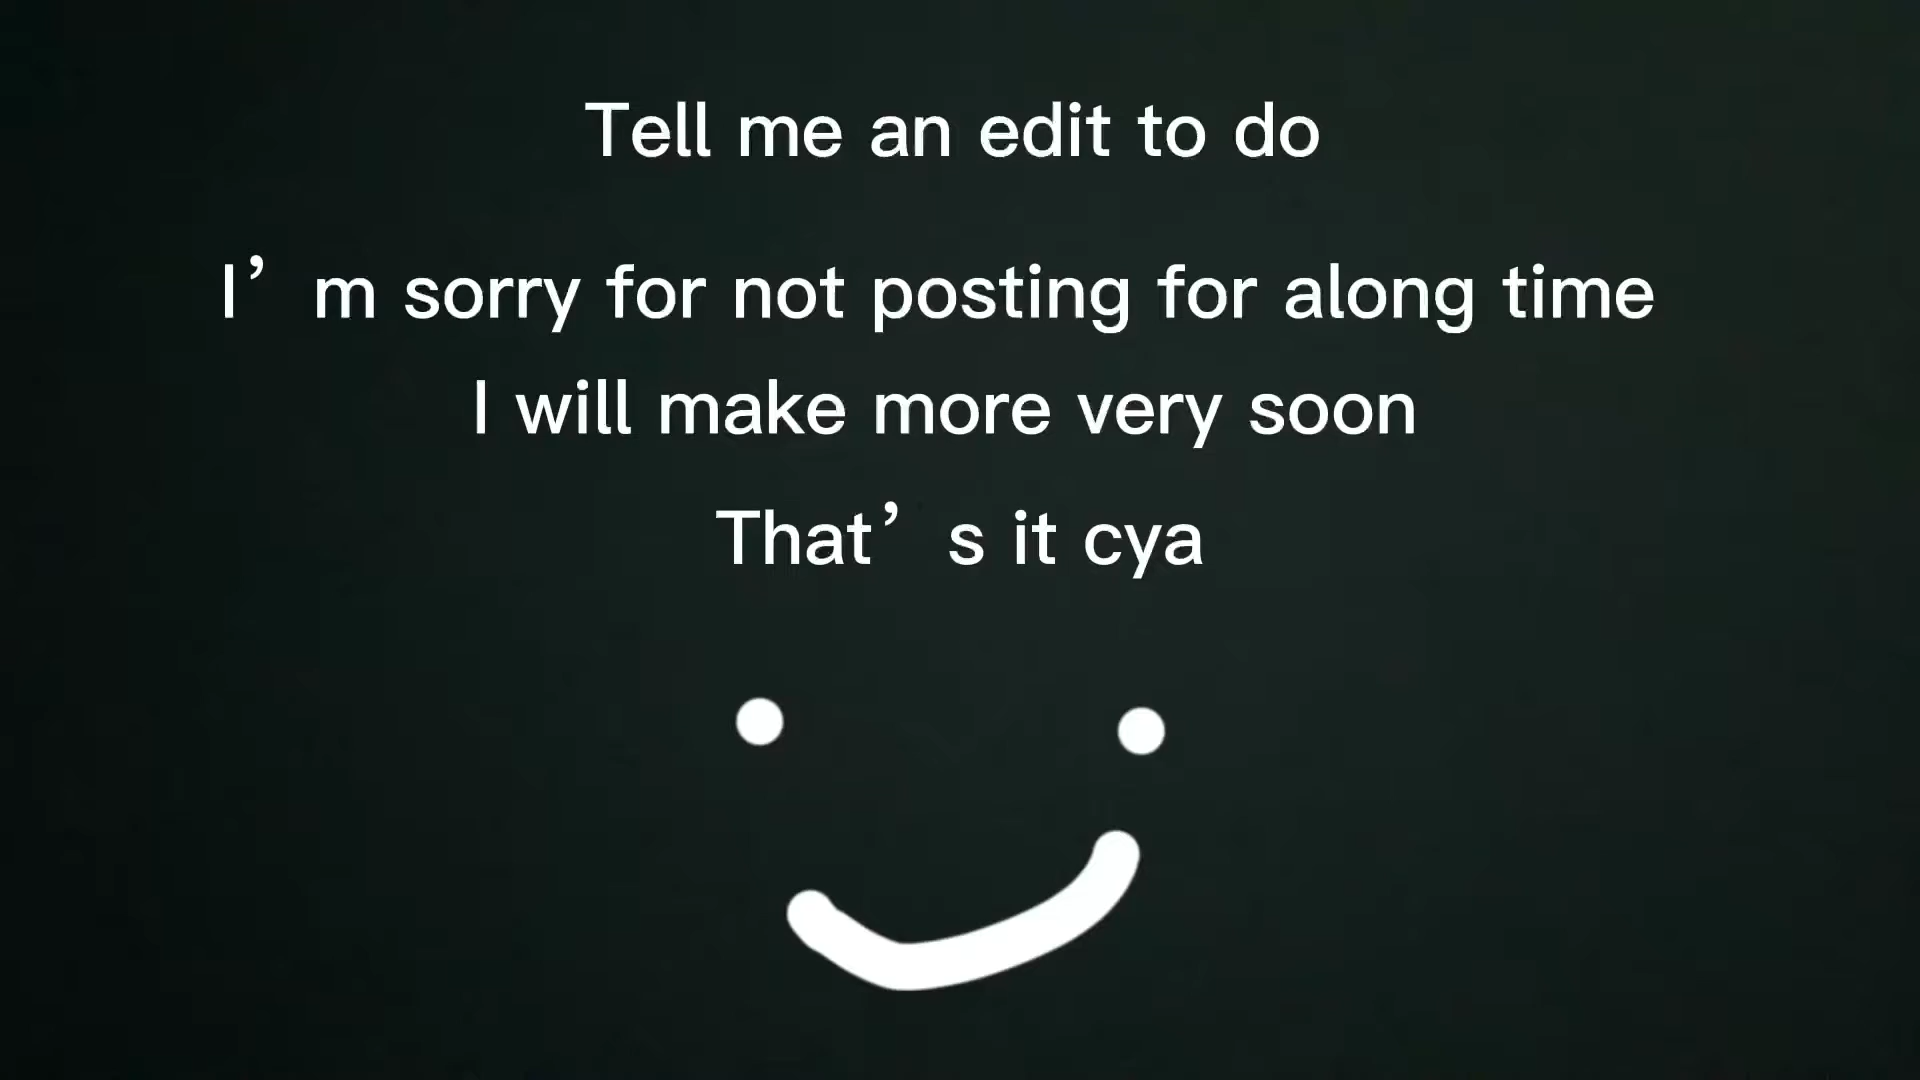 Tell me an edit to do
I’m sorry for not posting for along time
I will make more very soon
That’s it cya